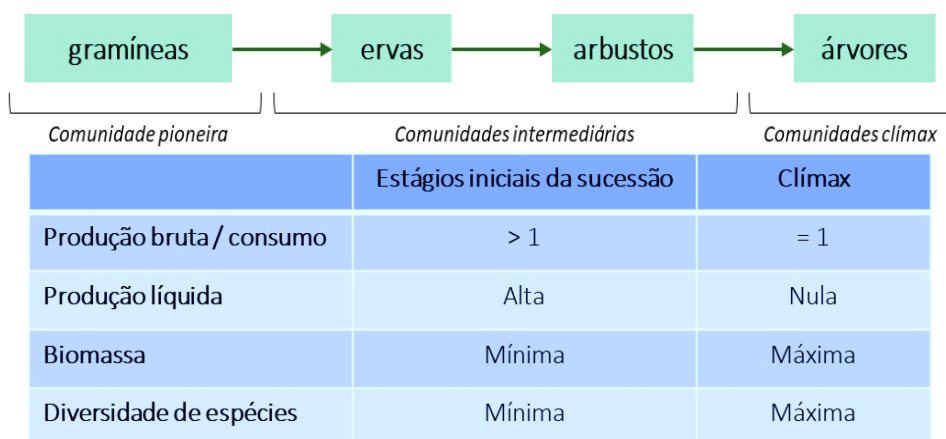 gramíneas ervas arbustos árvores
Comunidade pioneira Comunidades intermediárias Comunidades clímax
Estágios iniciais da sucessão Clímax
Produção bruta / consumo > 1 = 1
Produção líquida Alta Nula
Biomassa Mínima Máxima
Diversidade de espécies Mínima Máxima